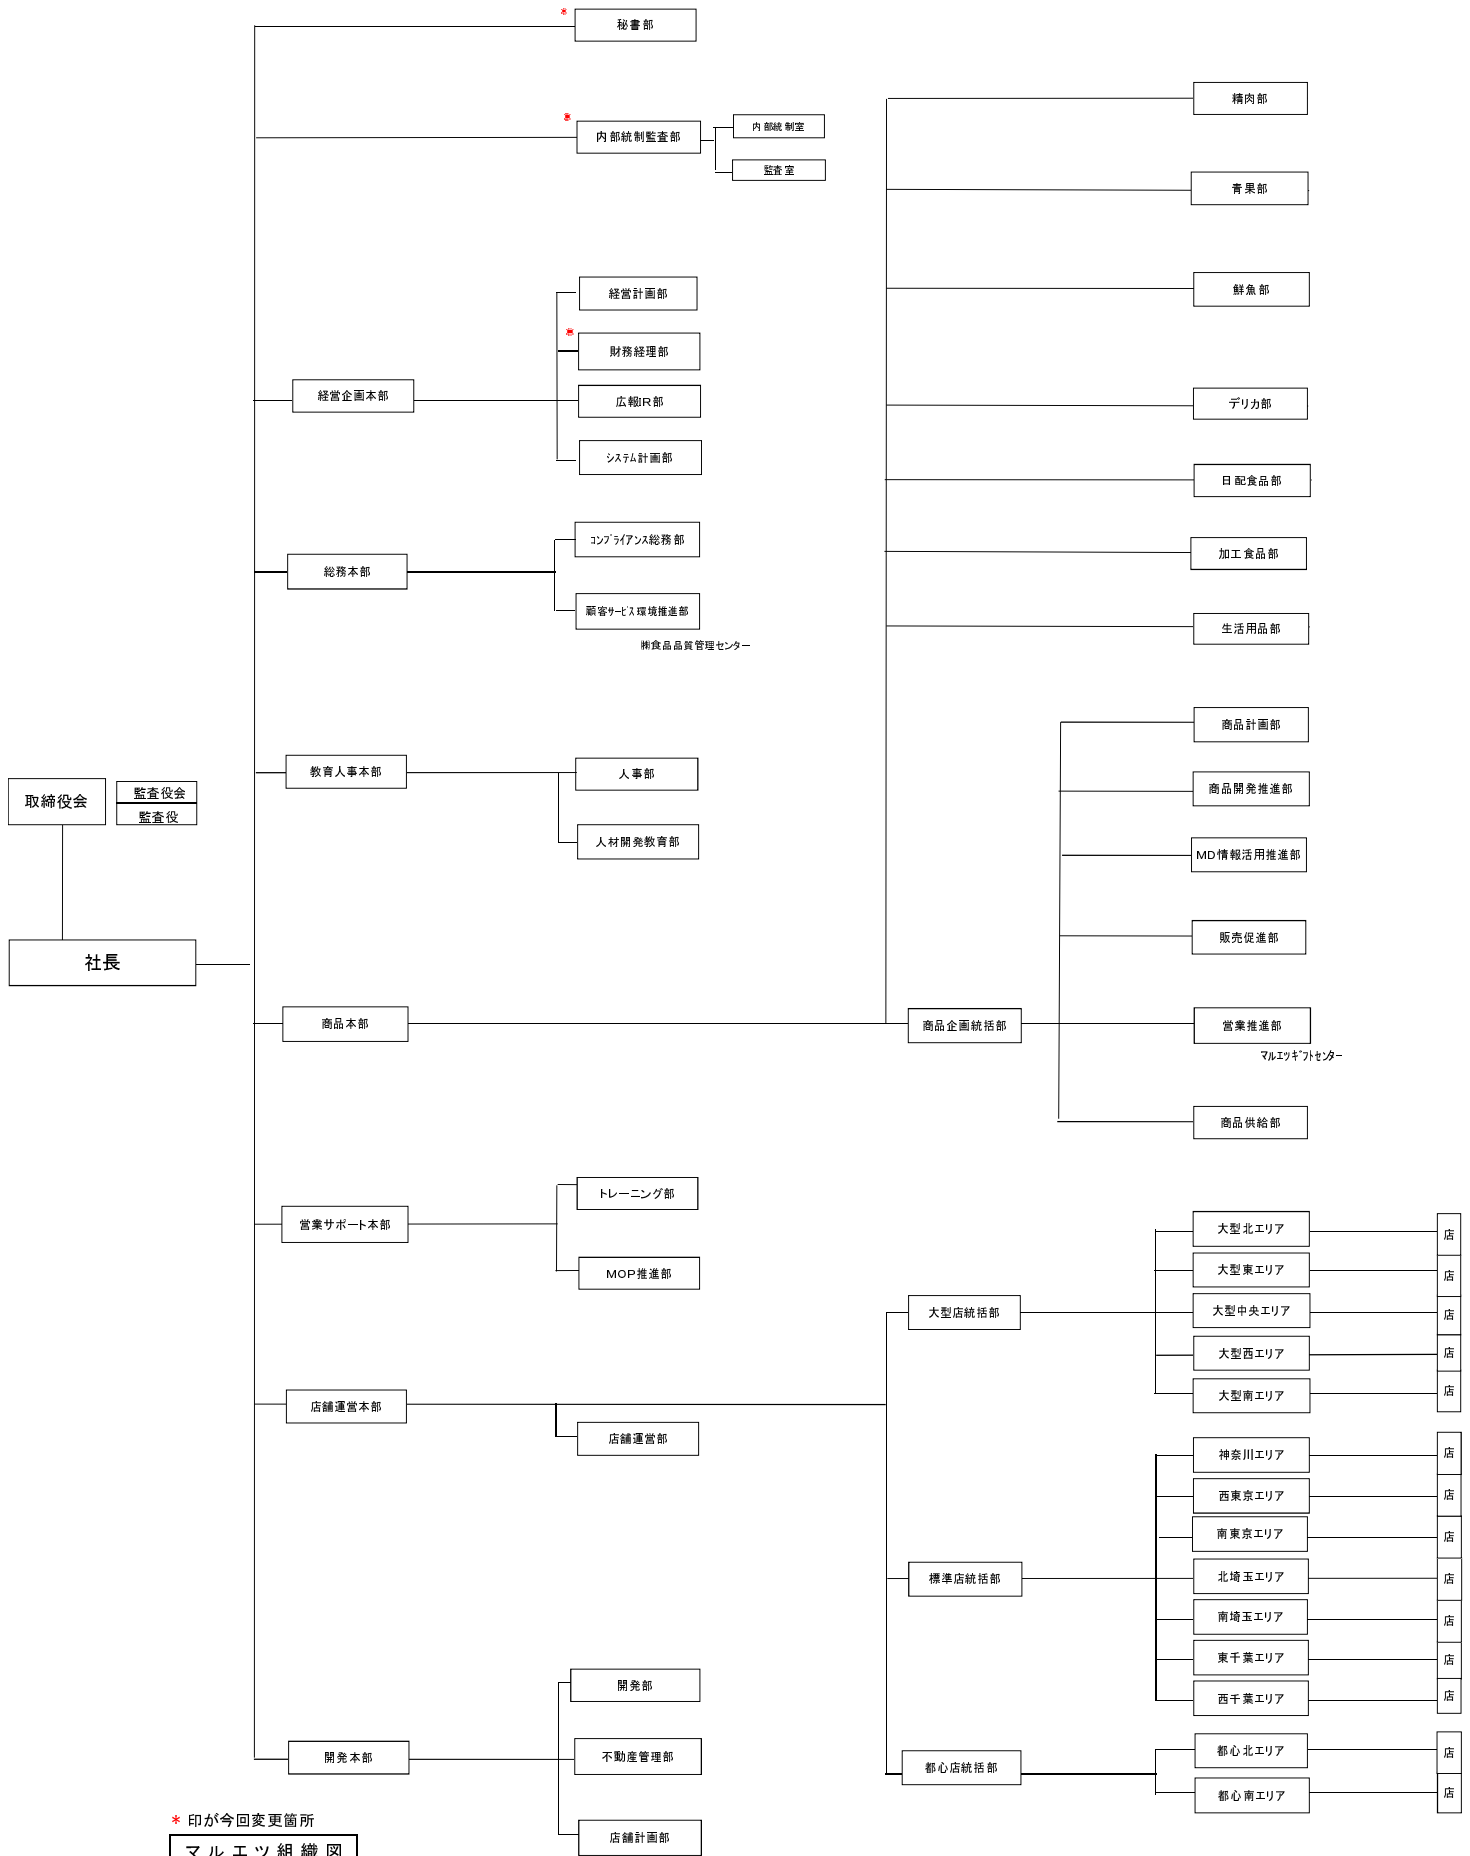 *
秘書部
*
内部統制監査部
内部統制室
監査室
経営企画本部
経営計画部
*
財務経理部
広報IR部
システム計画部
総務本部
コンプライアンス総務部
顧客サービス環境推進部
㈱食品品質管理センター
教育人事本部
人事部
人材開発教育部
取締役会
監査役会
監査役
社長
商品本部
精肉部
青果部
鮮魚部
デリカ部
日配食品部
加工食品部
生活用品部
商品企画統括部
商品計画部
商品開発推進部
MD情報活用推進部
販売促進部
営業推進部
マルエツギフトセンター
商品供給部
営業サポート本部
トレーニング部
MOP推進部
店舗運営本部
店舗運営部
大型店統括部
大型北エリア
店
大型東エリア
店
大型中央エリア
店
大型西エリア
店
大型南エリア
店
標準店統括部
神奈川エリア
店
西東京エリア
店
南東京エリア
店
北埼玉エリア
店
南埼玉エリア
店
東千葉エリア
店
西千葉エリア
店
都心店統括部
都心北エリア
店
都心南エリア
店
開発本部
開発部
不動産管理部
店舗計画部
* 印が今回変更箇所
マルエツ組織図